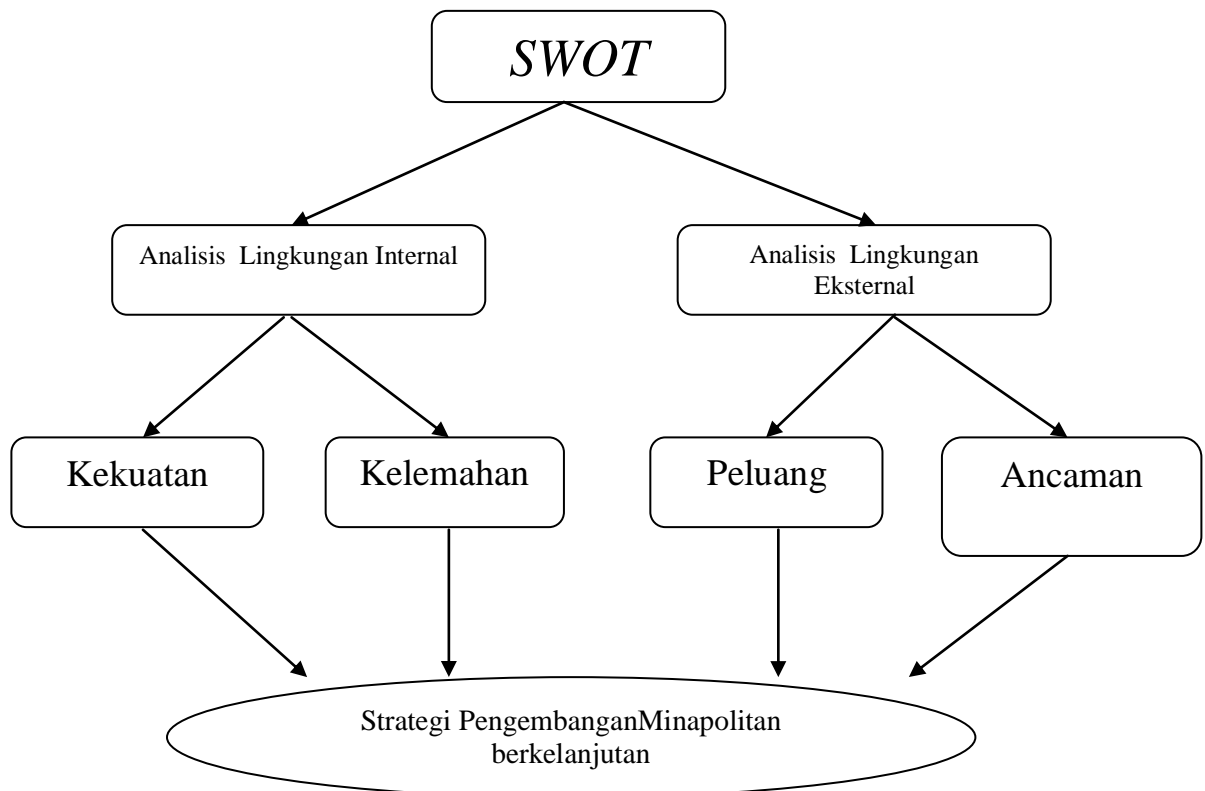 SWOT
Analisis Lingkungan Internal
Analisis Lingkungan
Eksternal
Kekuatan
Kelemahan
Peluang
Ancaman
Strategi PengembanganMinapolitan
berkelanjutan